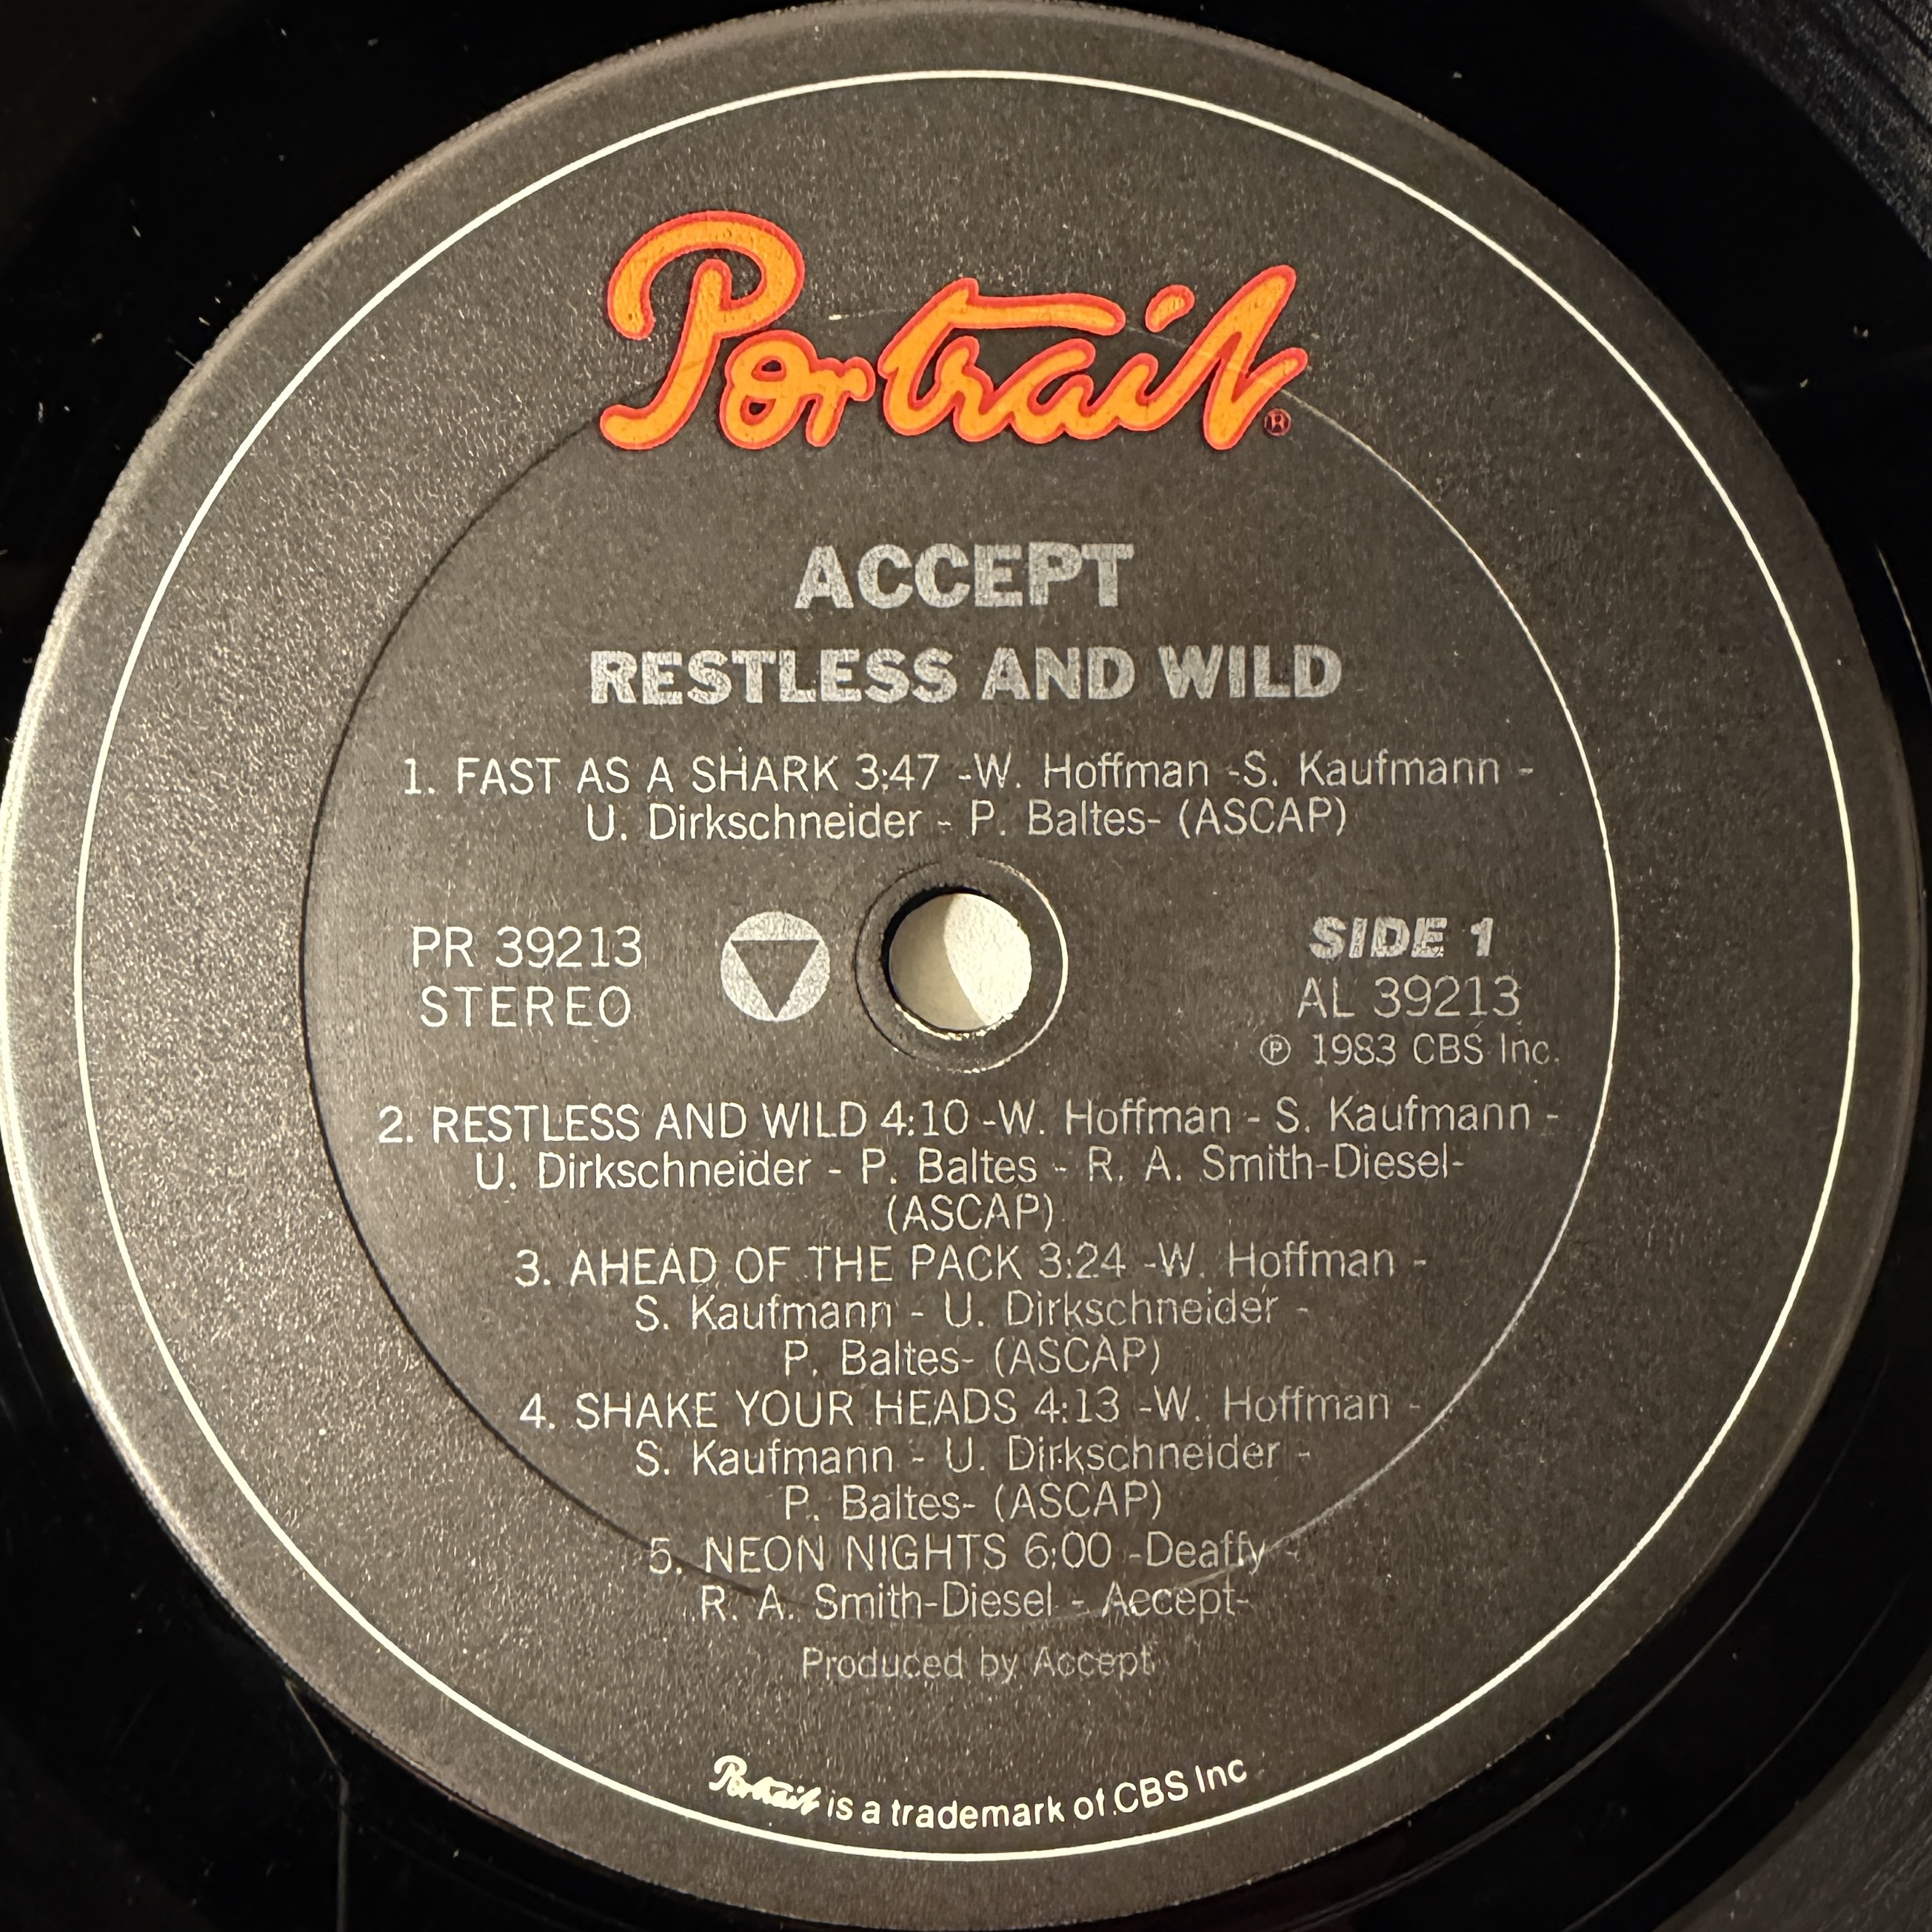 Portrait®
ACCEPT
RESTLESS AND WILD
1. FAST AS A SHARK 3:47 -W. Hoffman -S. Kaufmann -
U. Dirkschneider - P. Baltes- (ASCAP)
PR 39213
STEREO
SIDE 1
AL 39213
℗ 1983 CBS Inc.
2. RESTLESS AND WILD 4:10 -W. Hoffman - S. Kaufmann -
U. Dirkschneider - P. Baltes - R. A. Smith-Diesel-
(ASCAP)
3. AHEAD OF THE PACK 3:24 -W. Hoffman -
S. Kaufmann - U. Dirkschneider -
P. Baltes- (ASCAP)
4. SHAKE YOUR HEADS 4:13 -W. Hoffman -
S. Kaufmann - U. Dirkschneider -
P. Baltes- (ASCAP)
5. NEON NIGHTS 6:00 -Deaffy -
R. A. Smith-Diesel - Accept-
Produced by Accept
Portrait is a trademark of CBS Inc